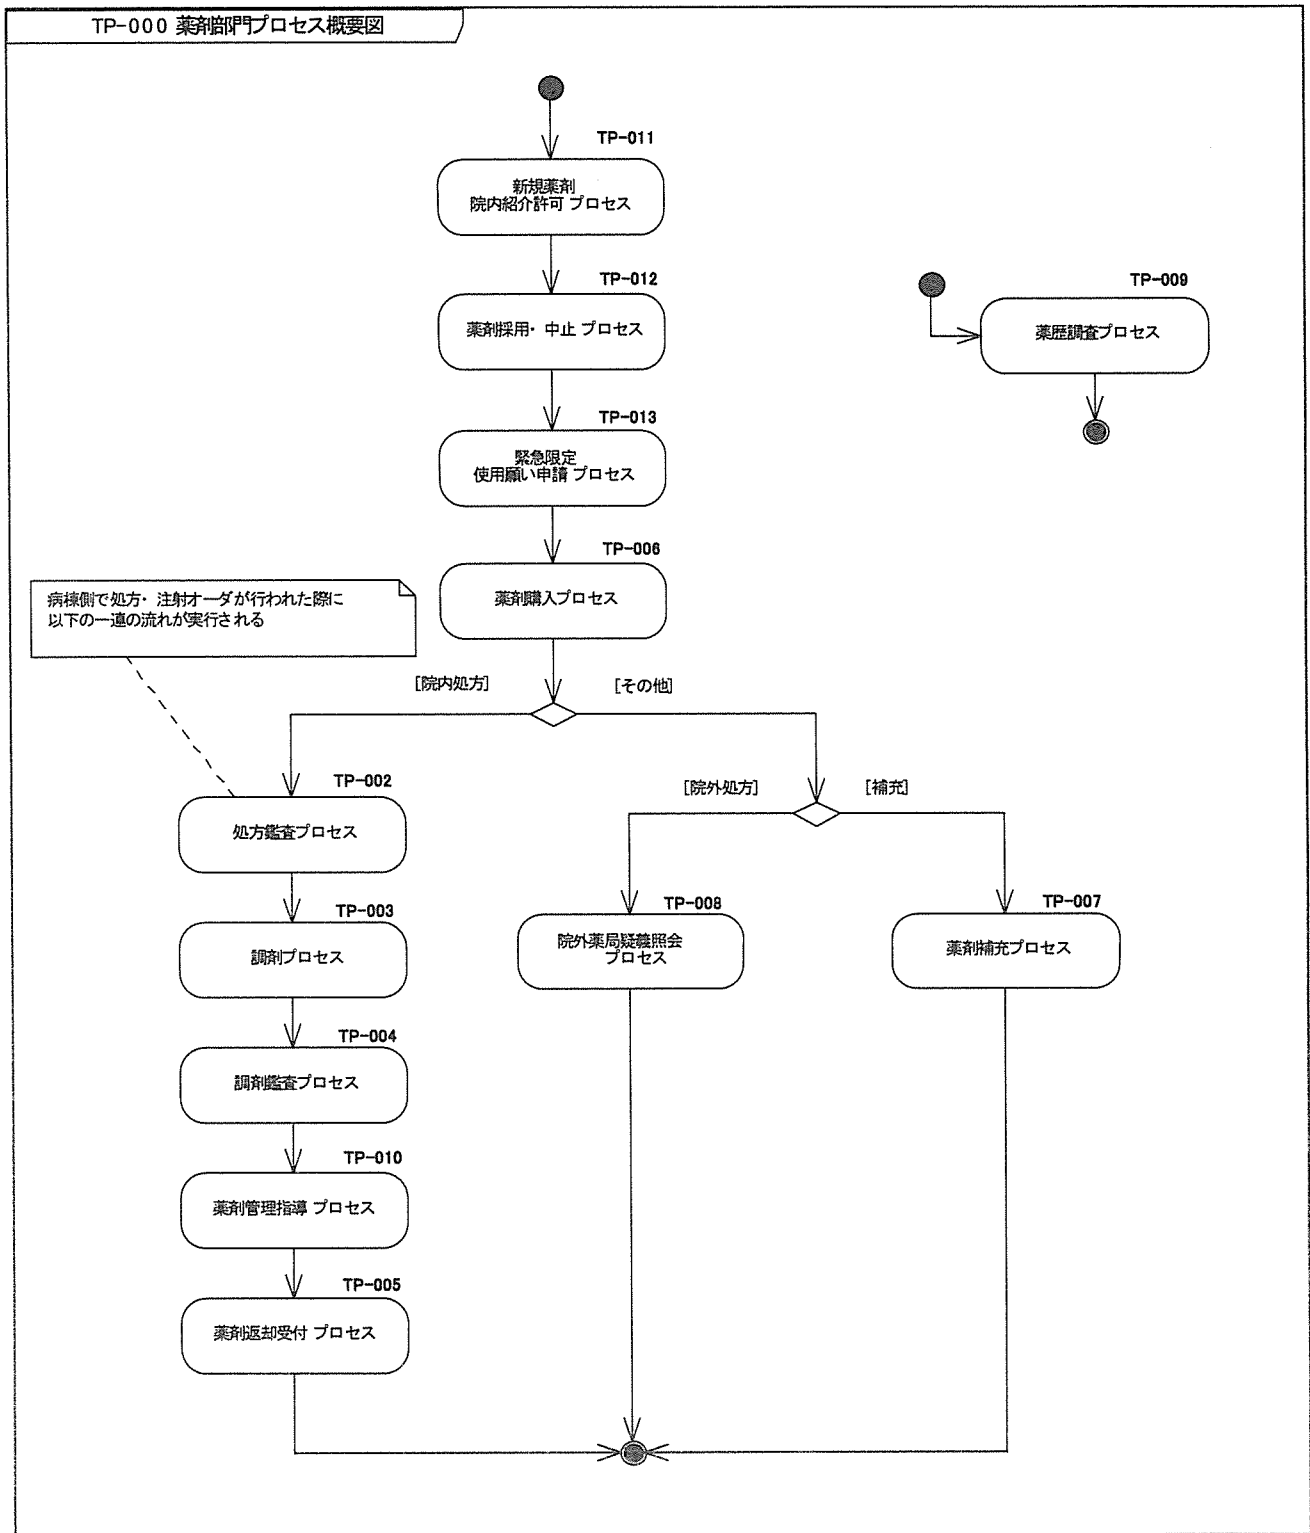 TP-000 薬剤部門プロセス概要図
TP-011
新規薬剤
院内紹介許可 プロセス
TP-012
薬剤採用・ 中止 プロセス
TP-009
薬歴調査プロセス
TP-013
緊急限定
使用願い申請 プロセス
TP-006
薬剤購入プロセス
病棟側で処方・ 注射オーダが行われた際に
以下の一連の流れが実行される
[院内処方]
[その他]
TP-002
処方鑑査プロセス
[院外処方]
[補充]
TP-003
調剤プロセス
TP-008
院外薬局疑義照会
プロセス
TP-007
薬剤補充プロセス
TP-004
調剤鑑査プロセス
TP-010
薬剤管理指導 プロセス
TP-005
薬剤返却受付 プロセス